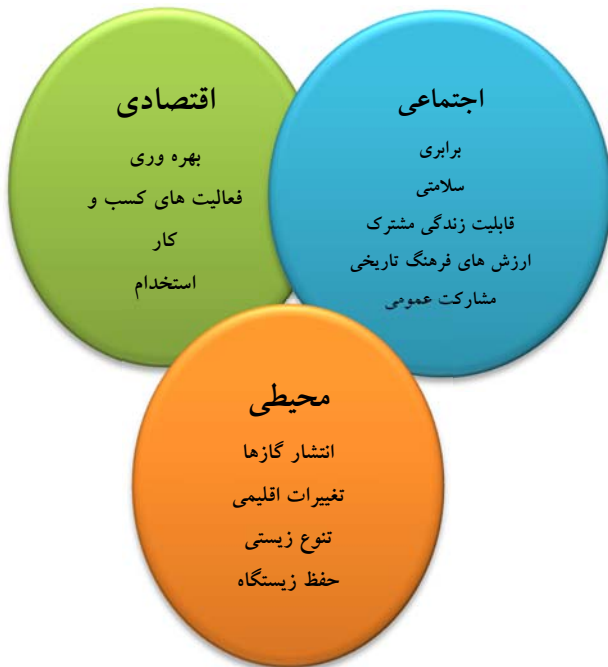 اجتماعی
برابری
سلامتی
قابلیت زندگی مشترک
ارزش های فرهنگ تاریخی
مشارکت عمومی
اقتصادی
بهره وری
فعالیت های کسب و
کار
استخدام
محیطی
انتشار گازها
تغییرات اقلیمی
تنوع زیستی
حفظ زیستگاه